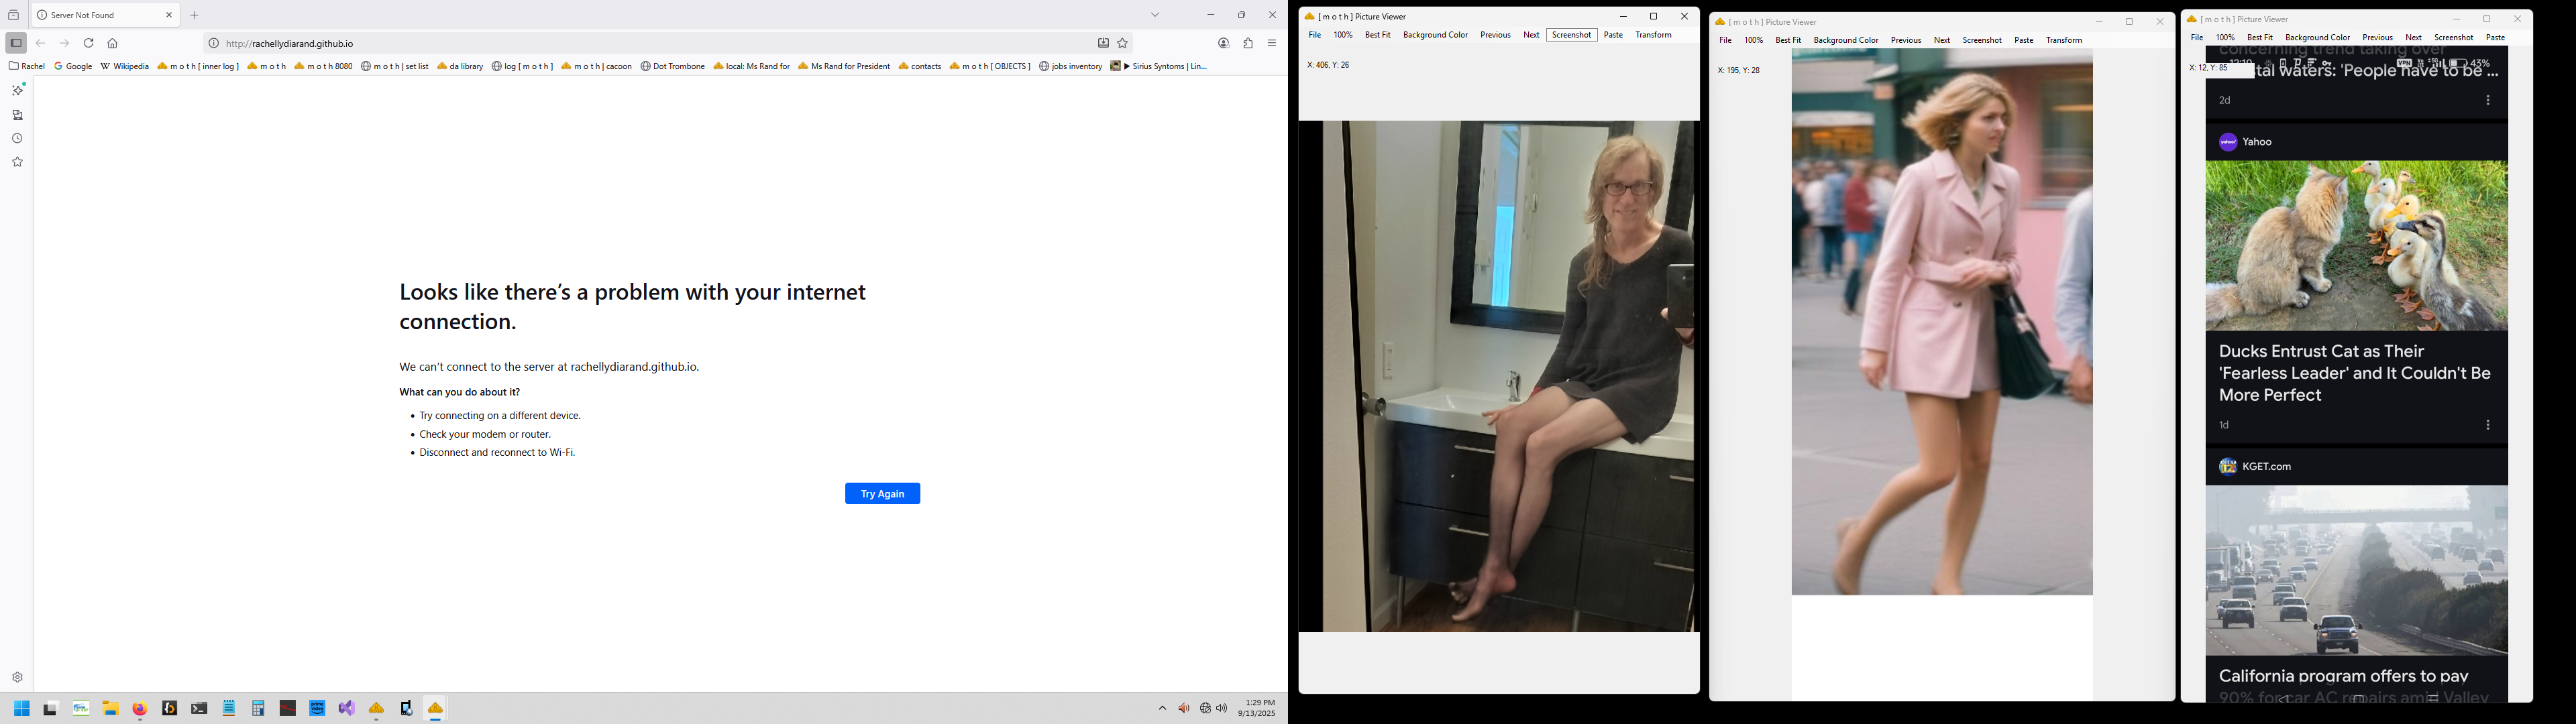 Server Not Found
http://rachellydiarand.github.io
Rachel
Google
Wikipedia
m o t h [ inner log ]
m o t h
m o t h 8080
m o t h | set list
da library
log [ m o t h ]
m o t h | cacoon
Dot Trombone
local: Ms Rand for
Ms Rand for President
contacts
m o t h [ OBJECTS ]
jobs inventory
▶ Sirius Syntoms | Lin...
Looks like there’s a problem with your internet
connection.
We can’t connect to the server at rachellydiarand.github.io.
What can you do about it?
• Try connecting on a different device.
• Check your modem or router.
• Disconnect and reconnect to Wi-Fi.
Try Again
1:29 PM
9/13/2025
[ m o t h ] Picture Viewer
File 100% Best Fit Background Color Previous Next Screenshot Paste Transform
X: 406, Y: 26
[ m o t h ] Picture Viewer
File 100% Best Fit Background Color Previous Next Screenshot Paste Transform
X: 195, Y: 28
[ m o t h ] Picture Viewer
File 100% Best Fit Background Color Previous Next Screenshot Paste
concerning trend taking over
X: 12, Y: 85
VPN
43%
waters: 'People have to be ...
2d
Yahoo
Ducks Entrust Cat as Their
'Fearless Leader' and It Couldn't Be
More Perfect
1d
KGET.com
California program offers to pay
90% for car AC repairs amid Valley